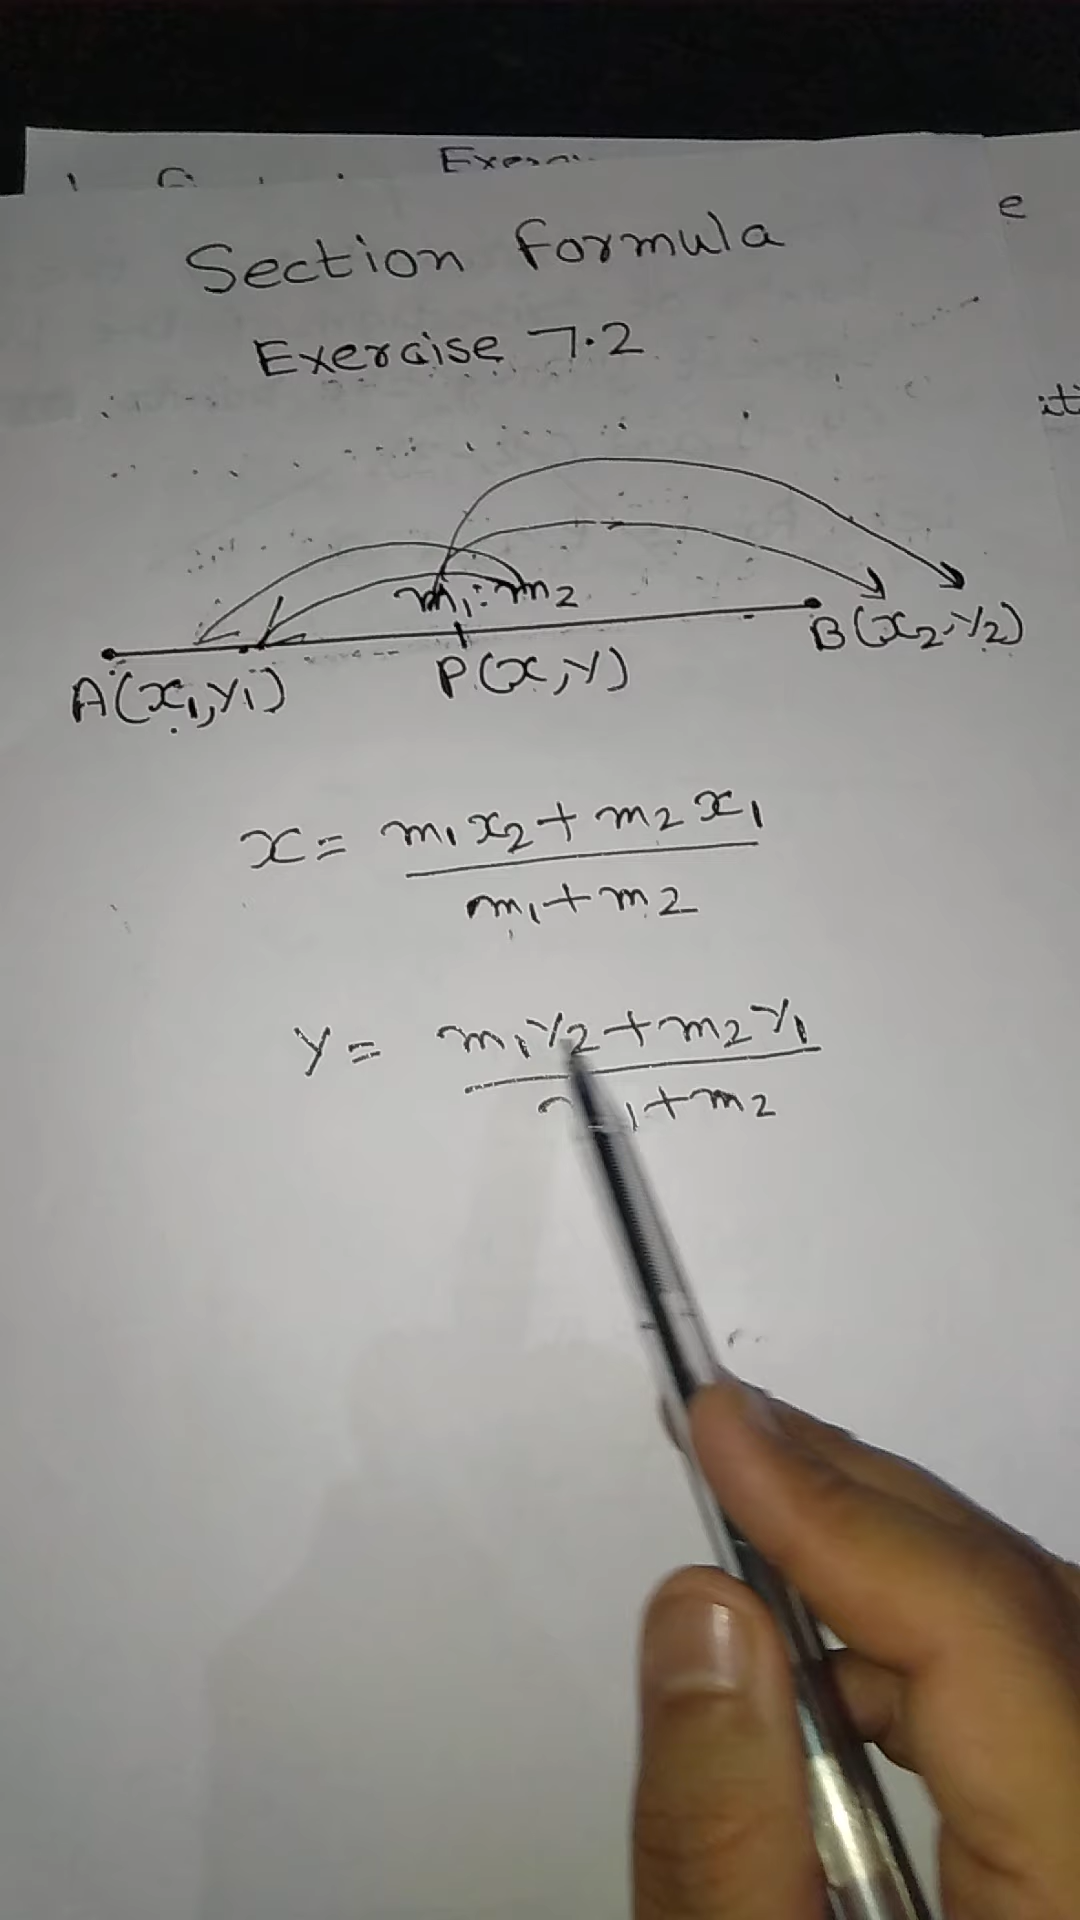 Section Formula
Exercise 7.2
m₁:m₂
A(x₁,y₁) P(x,y) B(x₂,y₂)
x = m₁x₂+m₂x₁
m₁+m₂
y = m₁y₂+m₂y₁
m₁+m₂